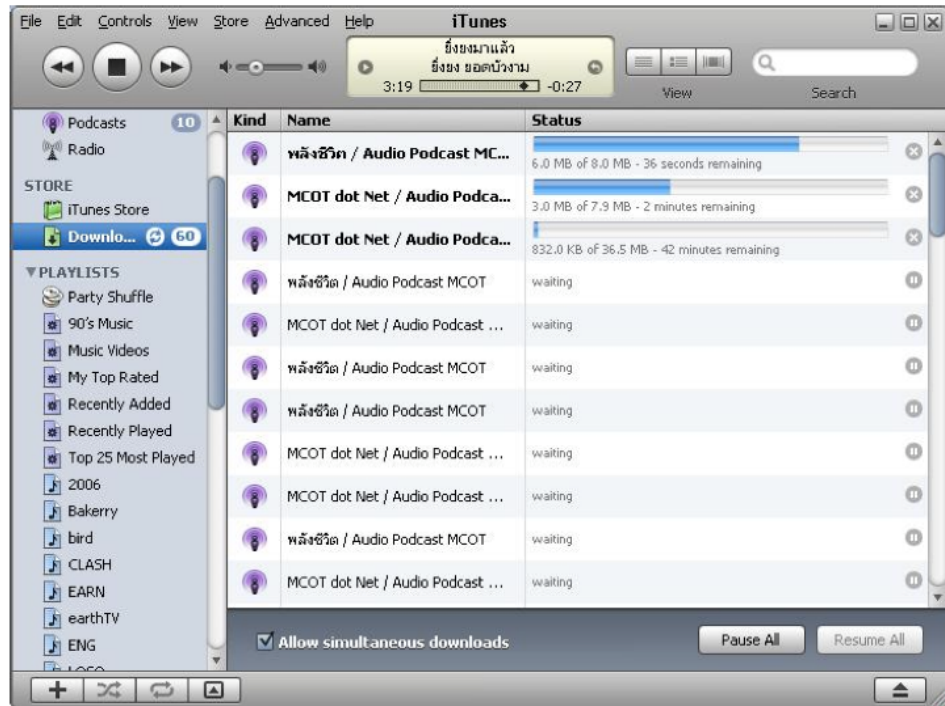 File Edit Controls View Store Advanced Help iTunes
ยิ่งยงมาแล้ว
ยิ่งยง ยอดบัวงาม
3:19 -0:27
View Search
Podcasts 10
Radio
STORE
iTunes Store
Downlo... 60
PLAYLISTS
Party Shuffle
90's Music
Music Videos
My Top Rated
Recently Added
Recently Played
Top 25 Most Played
2006
Bakerry
bird
CLASH
EARN
earthTV
ENG
Kind Name Status
พลังชีวิต / Audio Podcast MC... 6.0 MB of 8.0 MB - 36 seconds remaining
MCOT dot Net / Audio Podca... 3.0 MB of 7.9 MB - 2 minutes remaining
MCOT dot Net / Audio Podca... 832.0 KB of 36.5 MB - 42 minutes remaining
พลังชีวิต / Audio Podcast MCOT waiting
MCOT dot Net / Audio Podcast ... waiting
พลังชีวิต / Audio Podcast MCOT waiting
พลังชีวิต / Audio Podcast MCOT waiting
MCOT dot Net / Audio Podcast ... waiting
MCOT dot Net / Audio Podcast ... waiting
พลังชีวิต / Audio Podcast MCOT waiting
MCOT dot Net / Audio Podcast ... waiting
Allow simultaneous downloads Pause All Resume All